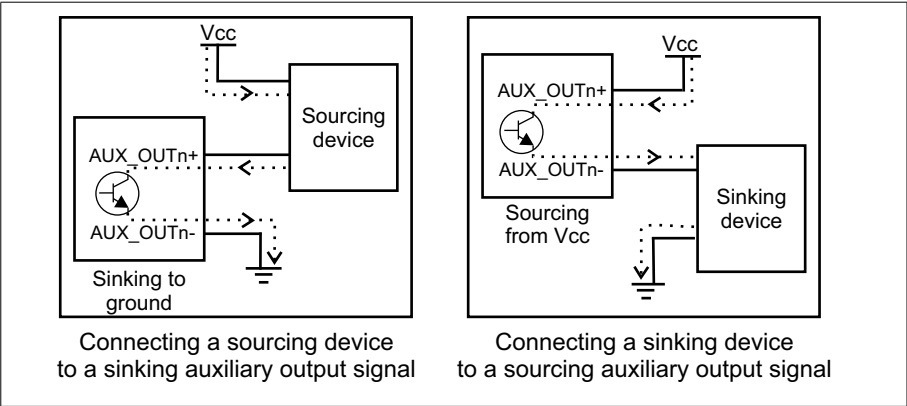 Vcc
Sourcing
device
AUX_OUTn+
AUX_OUTn-
Sinking to
ground
Connecting a sourcing device
to a sinking auxiliary output signal
Vcc
AUX_OUTn+
AUX_OUTn-
Sourcing
from Vcc
Sinking
device
Connecting a sinking device
to a sourcing auxiliary output signal